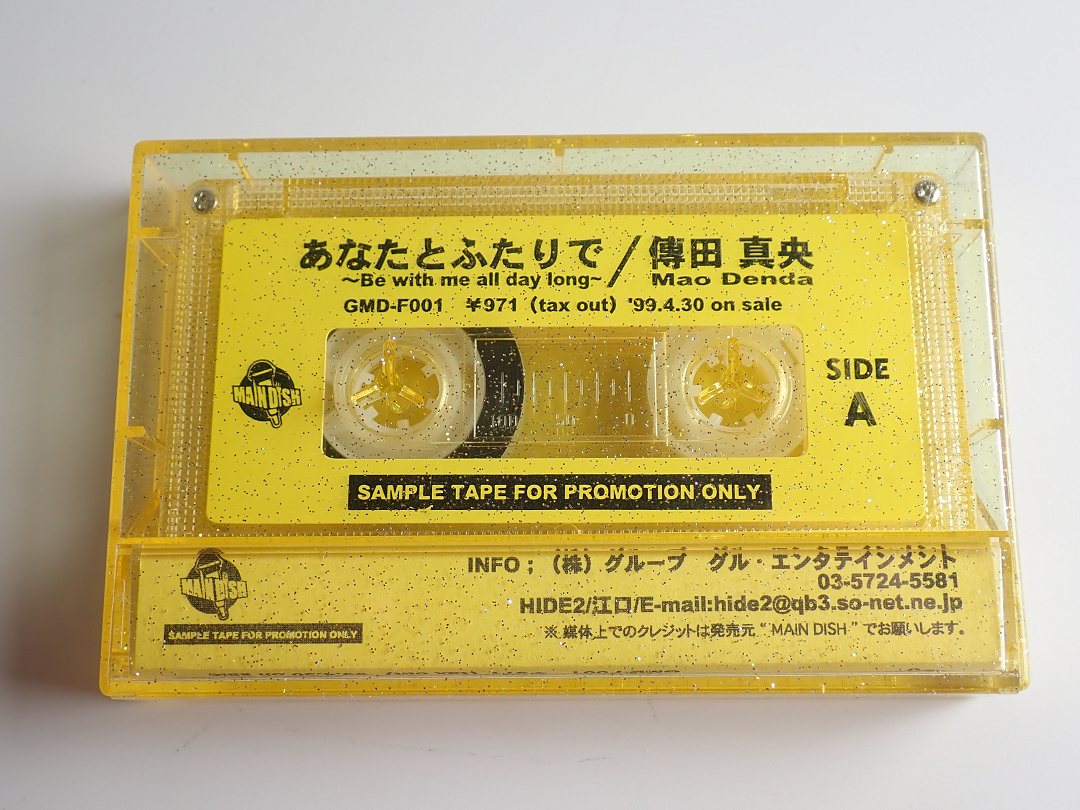 あなたとふたりで/傳田 真央
~Be with me all day long~ Mao Denda
GMD-F001 ¥971 (tax out) '99.4.30 on sale
MAIN DISH
SIDE
A
SAMPLE TAPE FOR PROMOTION ONLY
MAIN DISH
SAMPLE TAPE FOR PROMOTION ONLY
INFO ; (株) グループ グル・エンタテインメント
03-5724-5581
HIDE2/江口/E-mail:hide2@qb3.so-net.ne.jp
※ 媒体上でのクレジットは発売元 “ MAIN DISH ” でお願いします。